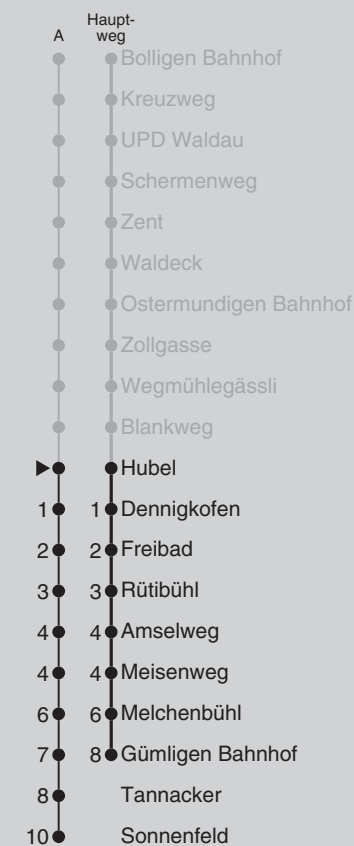 A Haupt-
weg
Bolligen Bahnhof
Kreuzweg
UPD Waldau
Schermenweg
Zent
Waldeck
Ostermundigen Bahnhof
Zollgasse
Wegmühlegässli
Blankweg
Hubel
1 1 Dennigkofen
2 2 Freibad
3 3 Rütibühl
4 4 Amselweg
4 4 Meisenweg
6 6 Melchenbühl
7 8 Gümligen Bahnhof
8 Tannacker
10 Sonnenfeld